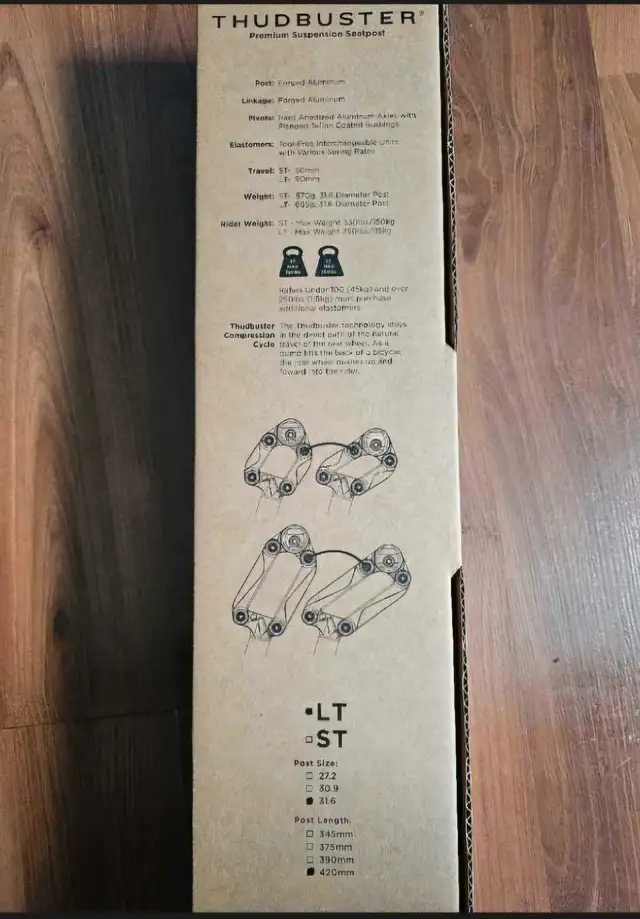 THUDBUSTER®
Premium Suspension Seatpost
Post: Forged Aluminum
Linkage: Forged Aluminum
Pivots: Hard Anodized Aluminum Axles with
Flanged Teflon Coated Bushings
Elastomers: Tool-Free Interchangeable Units
with Various Spring Rates
Travel: ST- 50mm
LT- 90mm
Weight: ST- 570g, 31.6 Diameter Post
LT- 665g, 31.6 Diameter Post
Rider Weight: ST - Max Weight 330lbs/150kg
LT - Max Weight 250lbs/115kg
Riders Under 100 (45kg) and over
250lbs (115kg) must purchase
additional elastomers
Thudbuster The Thudbuster technology stays
Compression in the direct path of the natural
Cycle travel of the rear wheel. As a
bump lifts the back of a bicycle,
the rear wheel pushes up and
foward into the rider.
LT
ST
Post Size:
27.2
30.9
31.6
Post Length.
345mm
375mm
390mm
420mm